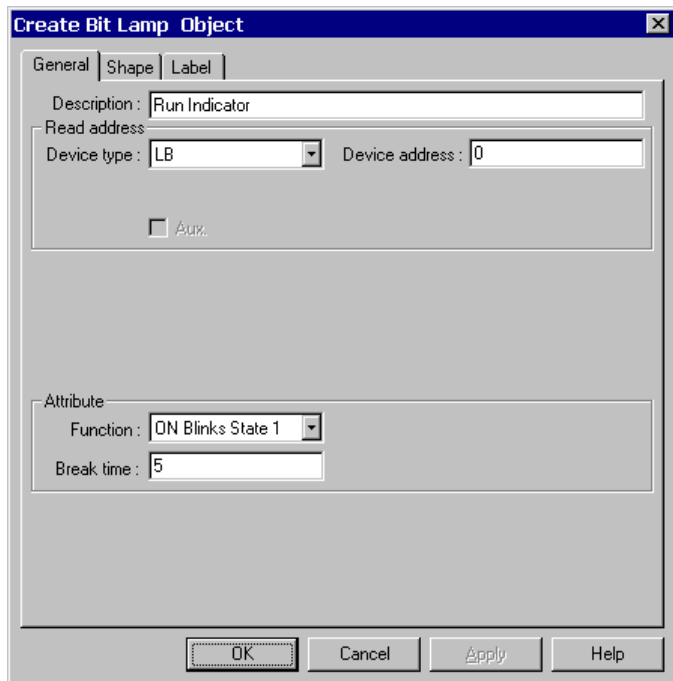 Create Bit Lamp Object
General Shape Label
Description : Run Indicator
Read address
Device type : LB Device address : 0
Aux.
Attribute
Function : ON Blinks State 1
Break time : 5
OK Cancel Apply Help